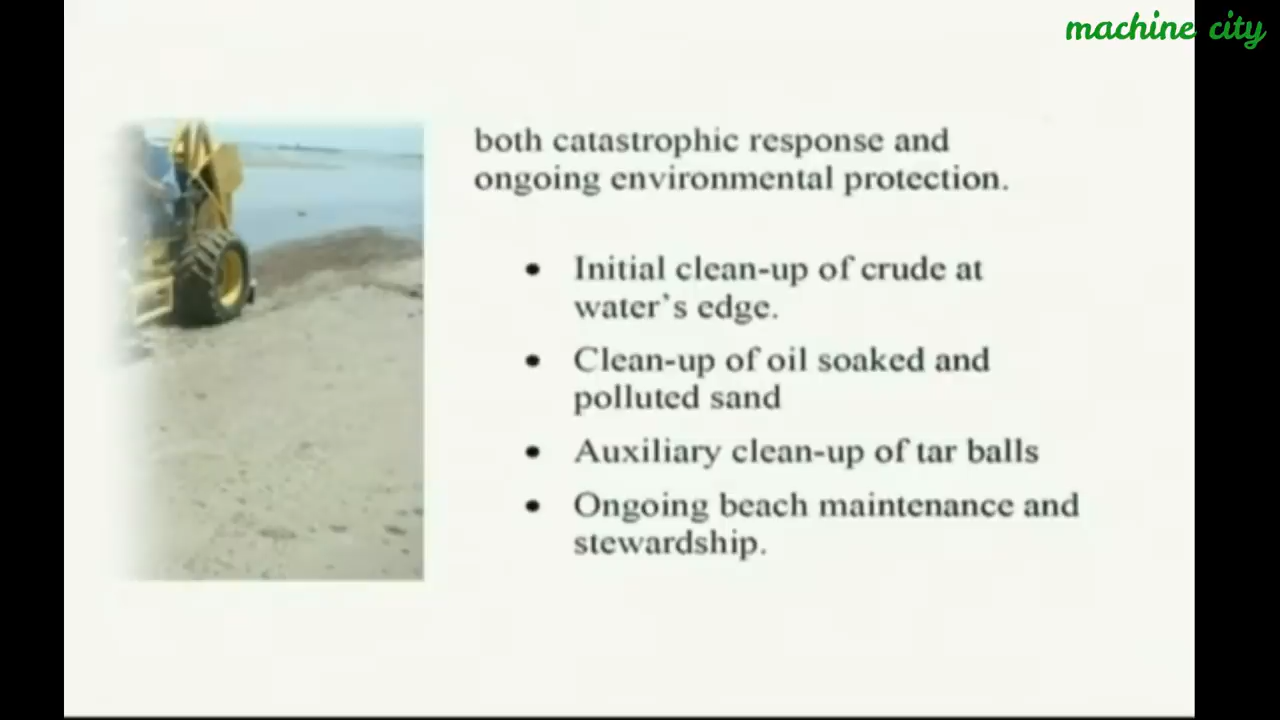 machine city
both catastrophic response and
ongoing environmental protection.
• Initial clean-up of crude at
water's edge.
• Clean-up of oil soaked and
polluted sand
• Auxiliary clean-up of tar balls
• Ongoing beach maintenance and
stewardship.